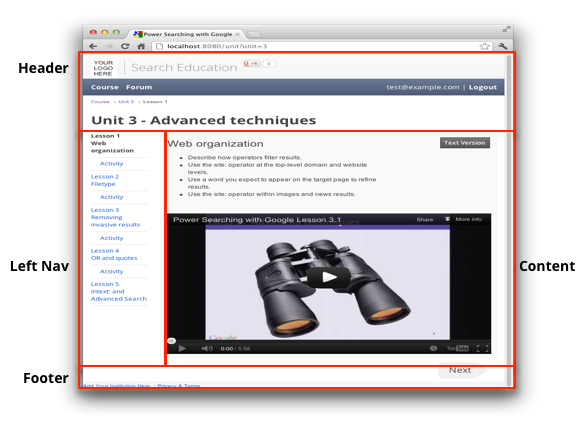 Power Searching with Google
localhost:8080/unit?unit=3
Header
YOUR LOGO HERE
Search Education
+1 0
Course Forum
test@example.com | Logout
Course › Unit 3 › Lesson 1
Unit 3 - Advanced techniques
Lesson 1
Web
organization
Activity
Lesson 2
Filetype
Activity
Lesson 3
Removing
invasive results
Activity
Lesson 4
OR and quotes
Activity
Lesson 5
intext: and
Advanced Search
Web organization
Text Version
Describe how operators filter results.
Use the site: operator at the top-level domain and website
levels.
Use a word you expect to appear on the target page to refine
results.
Use the site: operator within images and news results.
Power Searching with Google Lesson 3.1
Share
More info
Google
0:00 / 5:58
Left Nav
Content
Next
Footer
Add Your Institution Here - Privacy & Terms